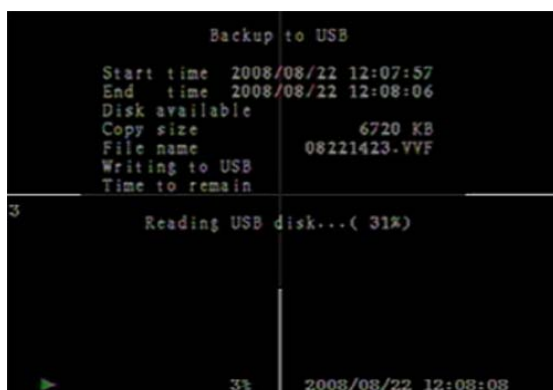 Backup to USB
Start time 2008/08/22 12:07:57
End time 2008/08/22 12:08:06
Disk available
Copy size 6720 KB
File name 08221423.VVF
Writing to USB
Time to remain
3
Reading USB disk...( 31%)
3% 2008/08/22 12:08:08